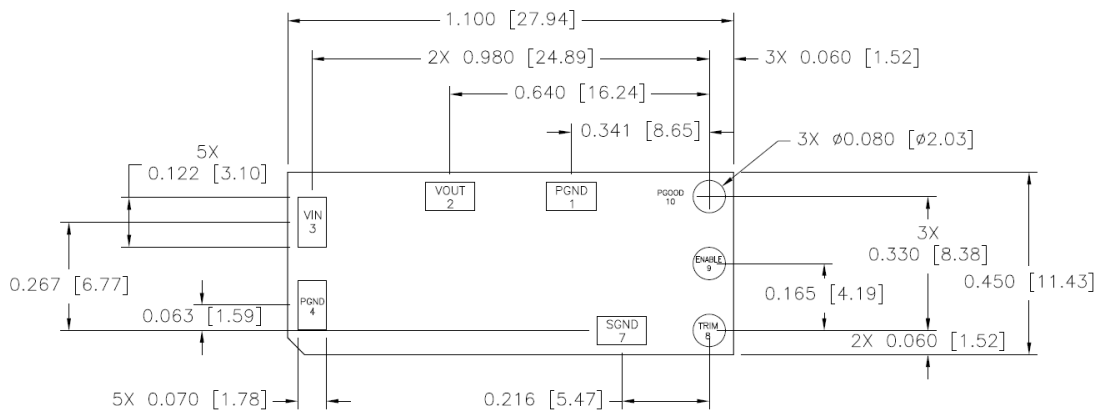 1.100 [27.94]
2X 0.980 [24.89]
3X 0.060 [1.52]
0.640 [16.24]
0.341 [8.65]
3X ⌀0.080 [⌀2.03]
5X
0.122 [3.10]
VOUT
2
PGND
1
PGOOD
10
VIN
3
3X
0.330 [8.38]
ENABLE
9
0.267 [6.77]
0.450 [11.43]
0.165 [4.19]
PGND
4
0.063 [1.59]
SGND
7
TRIM
8
2X 0.060 [1.52]
5X 0.070 [1.78]
0.216 [5.47]